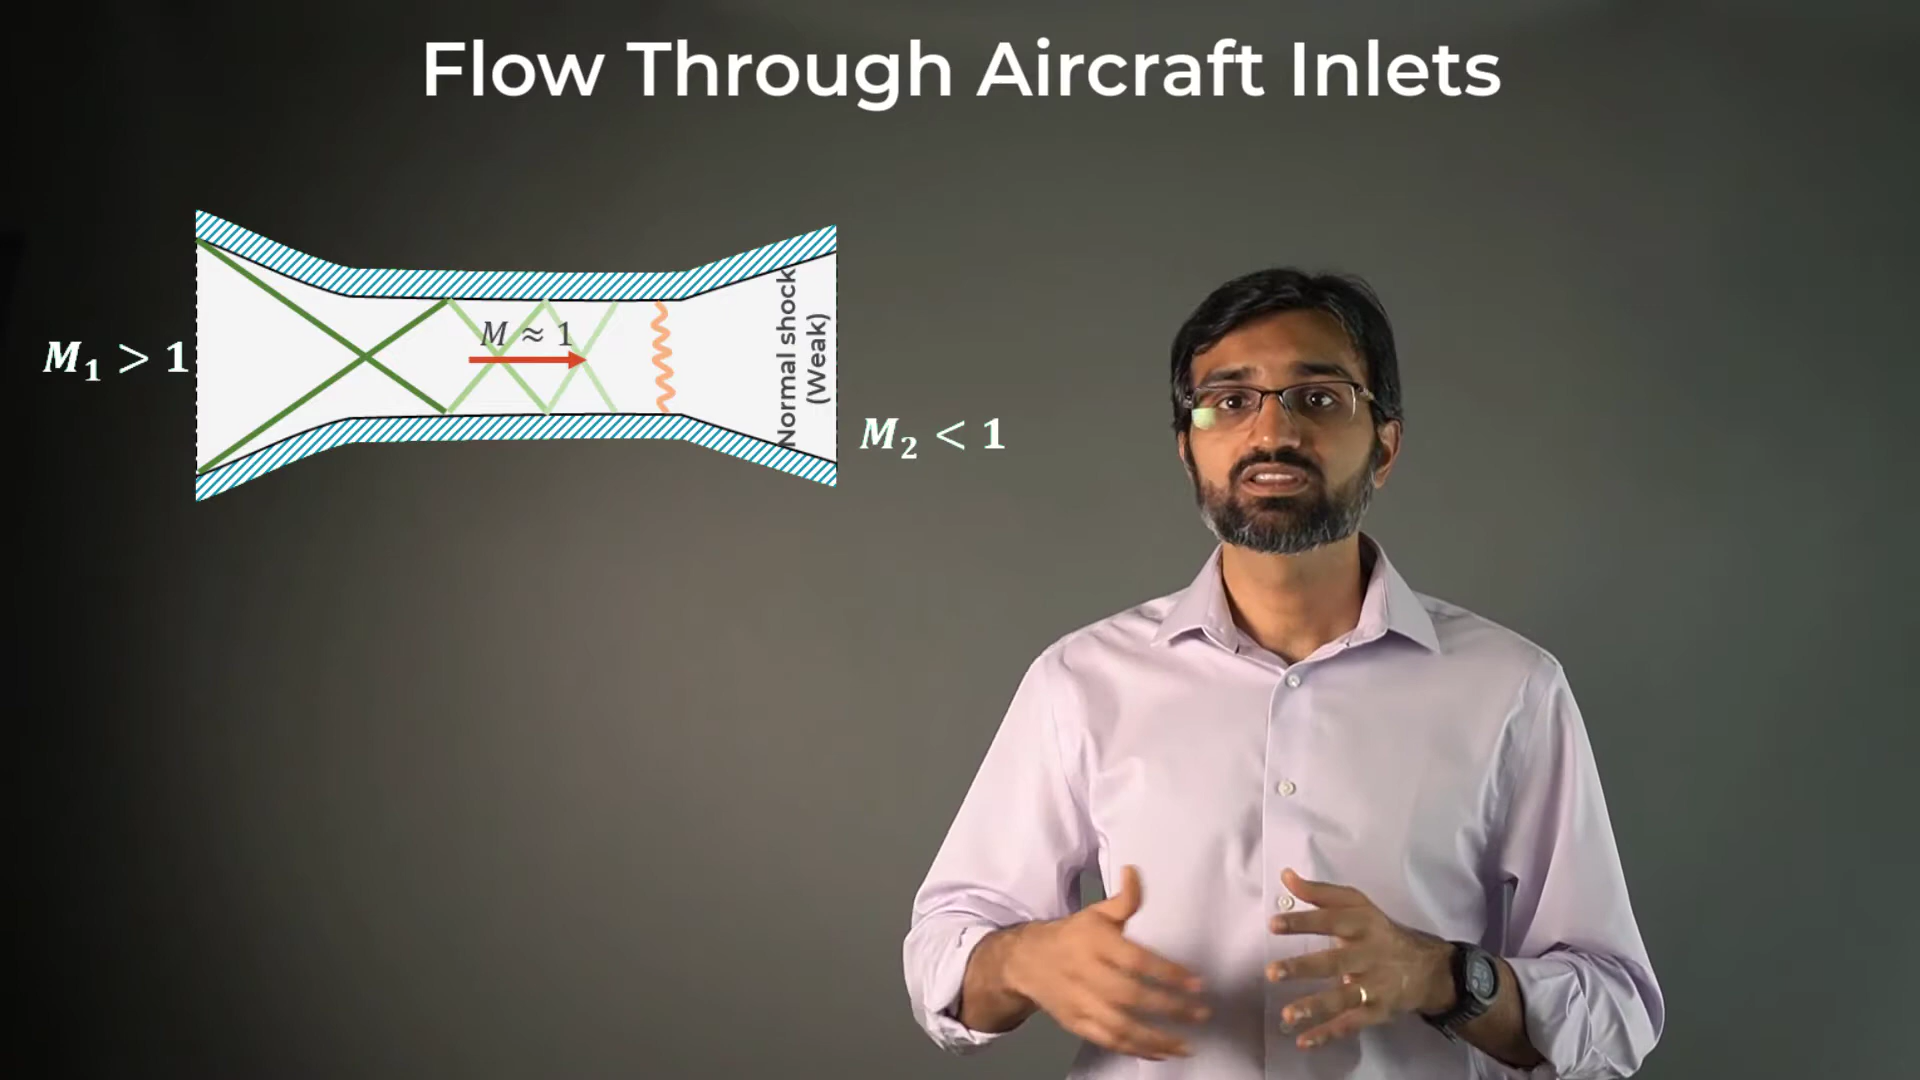 Flow Through Aircraft Inlets
M₁ > 1
M ≈ 1
Normal shock
(Weak)
M₂ < 1